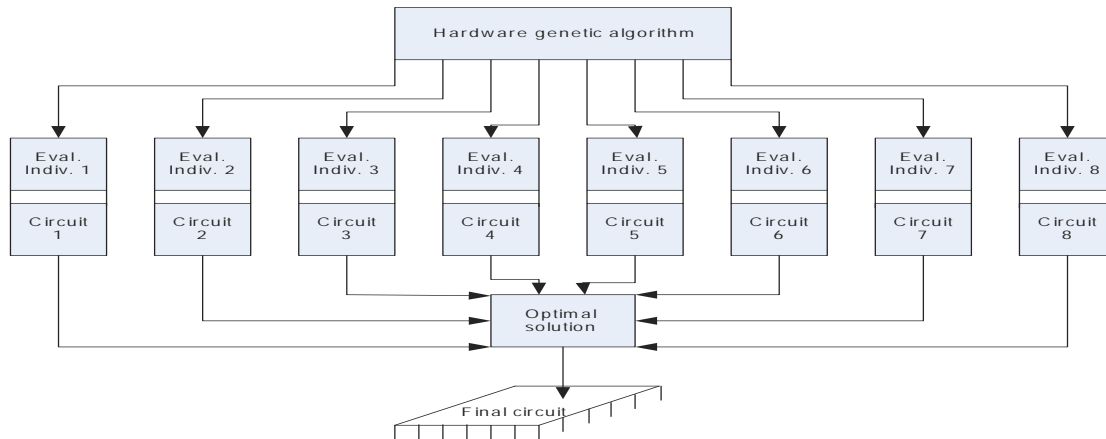 Hardware genetic algorithm
Eval.
Indiv. 1
Eval.
Indiv. 2
Eval.
Indiv. 3
Eval.
Indiv. 4
Eval.
Indiv. 5
Eval.
Indiv. 6
Eval.
Indiv. 7
Eval.
Indiv. 8
Circuit
1
Circuit
2
Circuit
3
Circuit
4
Circuit
5
Circuit
6
Circuit
7
Circuit
8
Optimal
solution
Final circuit